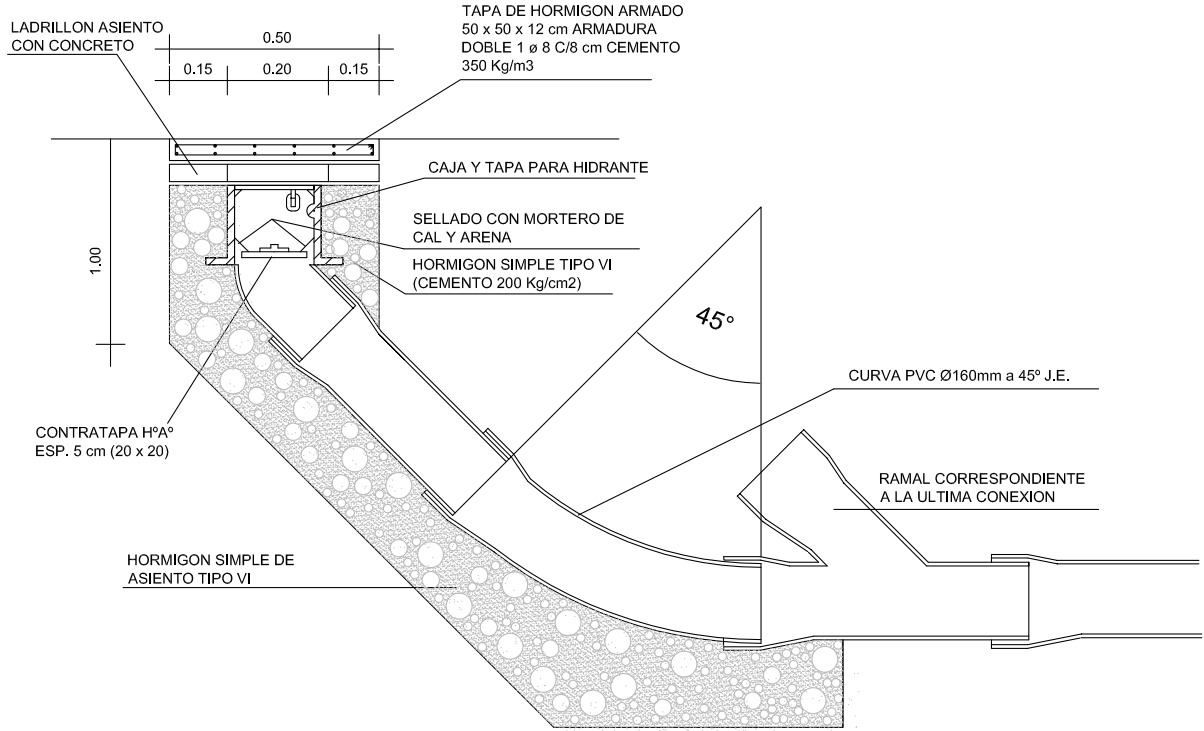 LADRILLON ASIENTO
CON CONCRETO
0.50
0.15
0.20
0.15
TAPA DE HORMIGON ARMADO
50 x 50 x 12 cm ARMADURA
DOBLE 1 ø 8 C/8 cm CEMENTO
350 Kg/m3
CAJA Y TAPA PARA HIDRANTE
SELLADO CON MORTERO DE
CAL Y ARENA
HORMIGON SIMPLE TIPO VI
(CEMENTO 200 Kg/cm2)
1.00
45°
CURVA PVC Ø160mm a 45º J.E.
CONTRATAPA HºAº
ESP. 5 cm (20 x 20)
RAMAL CORRESPONDIENTE
A LA ULTIMA CONEXION
HORMIGON SIMPLE DE
ASIENTO TIPO VI